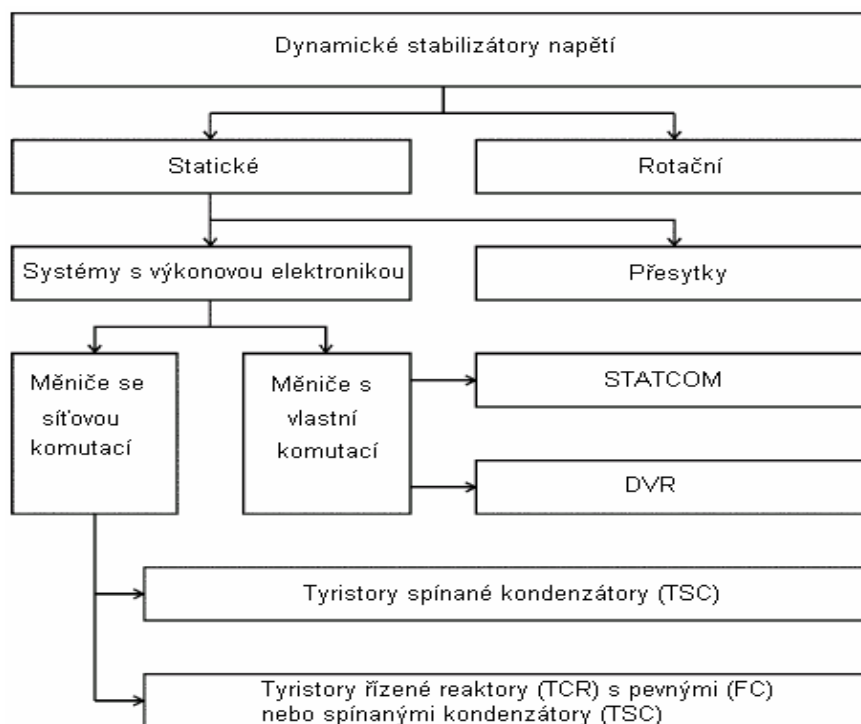 Dynamické stabilizátory napětí
Statické
Rotační
Systémy s výkonovou elektronikou
Přesytky
Měniče se
síťovou
komutací
Měniče s
vlastní
komutací
STATCOM
DVR
Tyristory spínané kondenzátory (TSC)
Tyristory řízené reaktory (TCR) s pevnými (FC)
nebo spínanými kondenzátory (TSC)